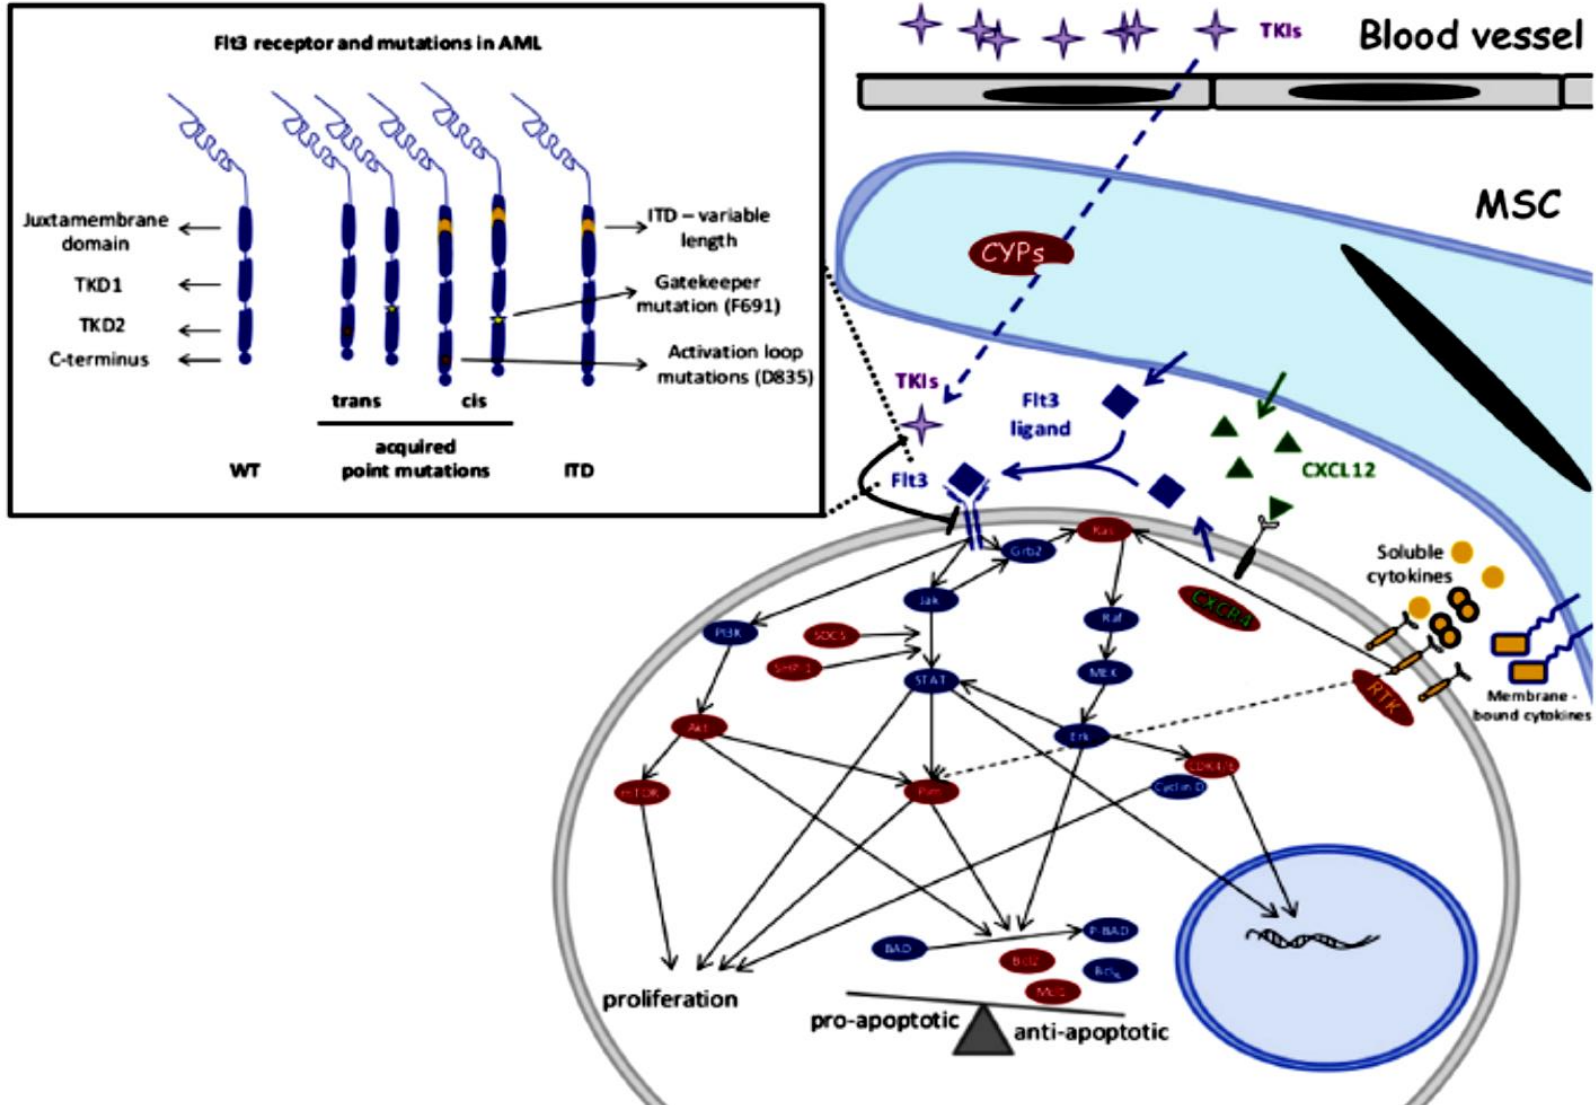 Flt3 receptor and mutations in AML
Juxtamembrane
domain
TKD1
TKD2
C-terminus
ITD – variable
length
Gatekeeper
mutation (F691)
Activation loop
mutations (D835)
trans
cis
acquired
point mutations
WT
ITD
TKIs
Blood vessel
MSC
CYPs
TKIs
Flt3
ligand
Flt3
CXCL12
Soluble
cytokines
Membrane -
bound cytokines
CXCR4
RTK
Grb2
Ras
Jak
Raf
PI3K
SOCS
SHP-1
STAT
MEK
Akt
Erk
mTOR
Pim
CDK4/6
Cyclin D
BAD
P-BAD
Bcl2
BclxL
Mcl1
proliferation
pro-apoptotic
anti-apoptotic